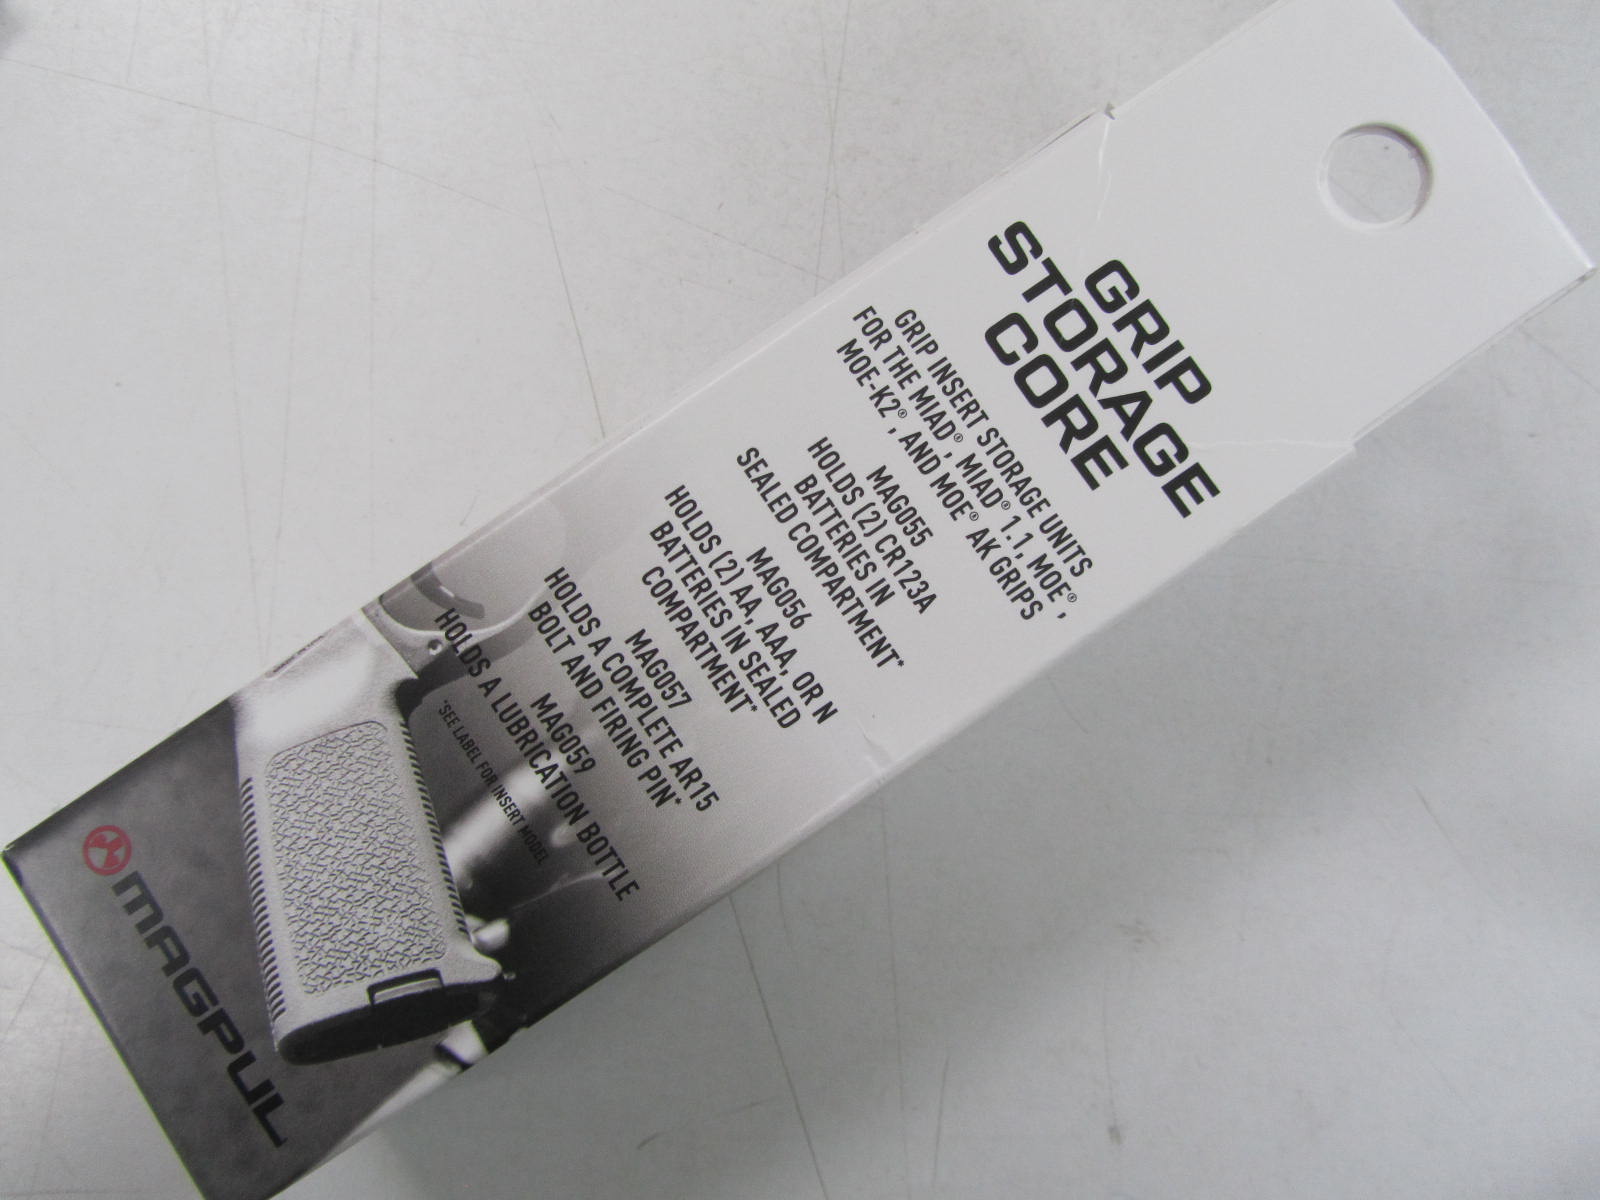 GRIP
STORAGE
CORE
GRIP INSERT STORAGE UNITS
FOR THE MIAD®, MIAD® 1.1, MOE®,
MOE-K2®, AND MOE® AK GRIPS
MAG055
HOLDS (2) CR123A
BATTERIES IN
SEALED COMPARTMENT*
MAG056
HOLDS (2) AA, AAA, OR N
BATTERIES IN SEALED
COMPARTMENT*
MAG057
HOLDS A COMPLETE AR15
BOLT AND FIRING PIN*
MAG059
HOLDS A LUBRICATION BOTTLE
*SEE LABEL FOR INSERT MODEL
MAGPUL